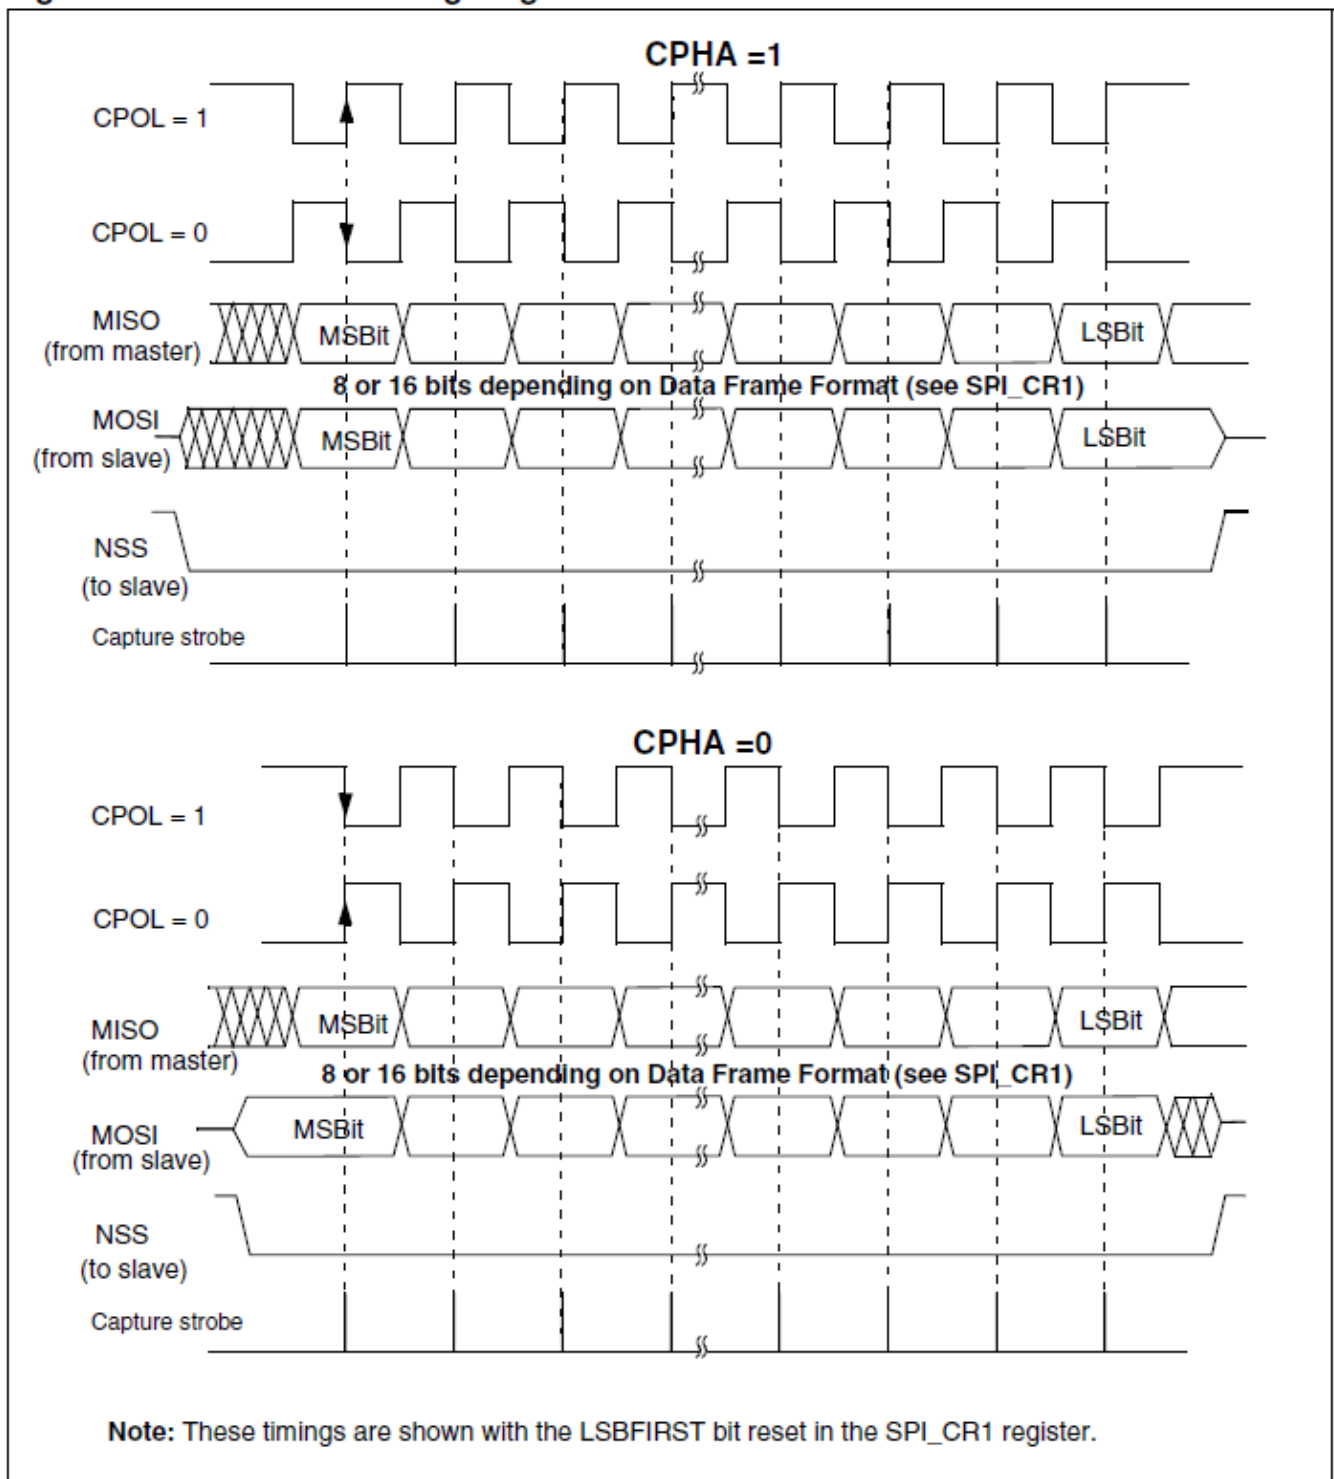 CPHA =1
CPOL = 1
CPOL = 0
MISO
(from master)
MSBit
LSBit
8 or 16 bits depending on Data Frame Format (see SPI_CR1)
MOSI
(from slave)
MSBit
LSBit
NSS
(to slave)
Capture strobe
CPHA =0
CPOL = 1
CPOL = 0
MISO
(from master)
MSBit
LSBit
8 or 16 bits depending on Data Frame Format (see SPI_CR1)
MOSI
(from slave)
MSBit
LSBit
NSS
(to slave)
Capture strobe
Note: These timings are shown with the LSBFIRST bit reset in the SPI_CR1 register.